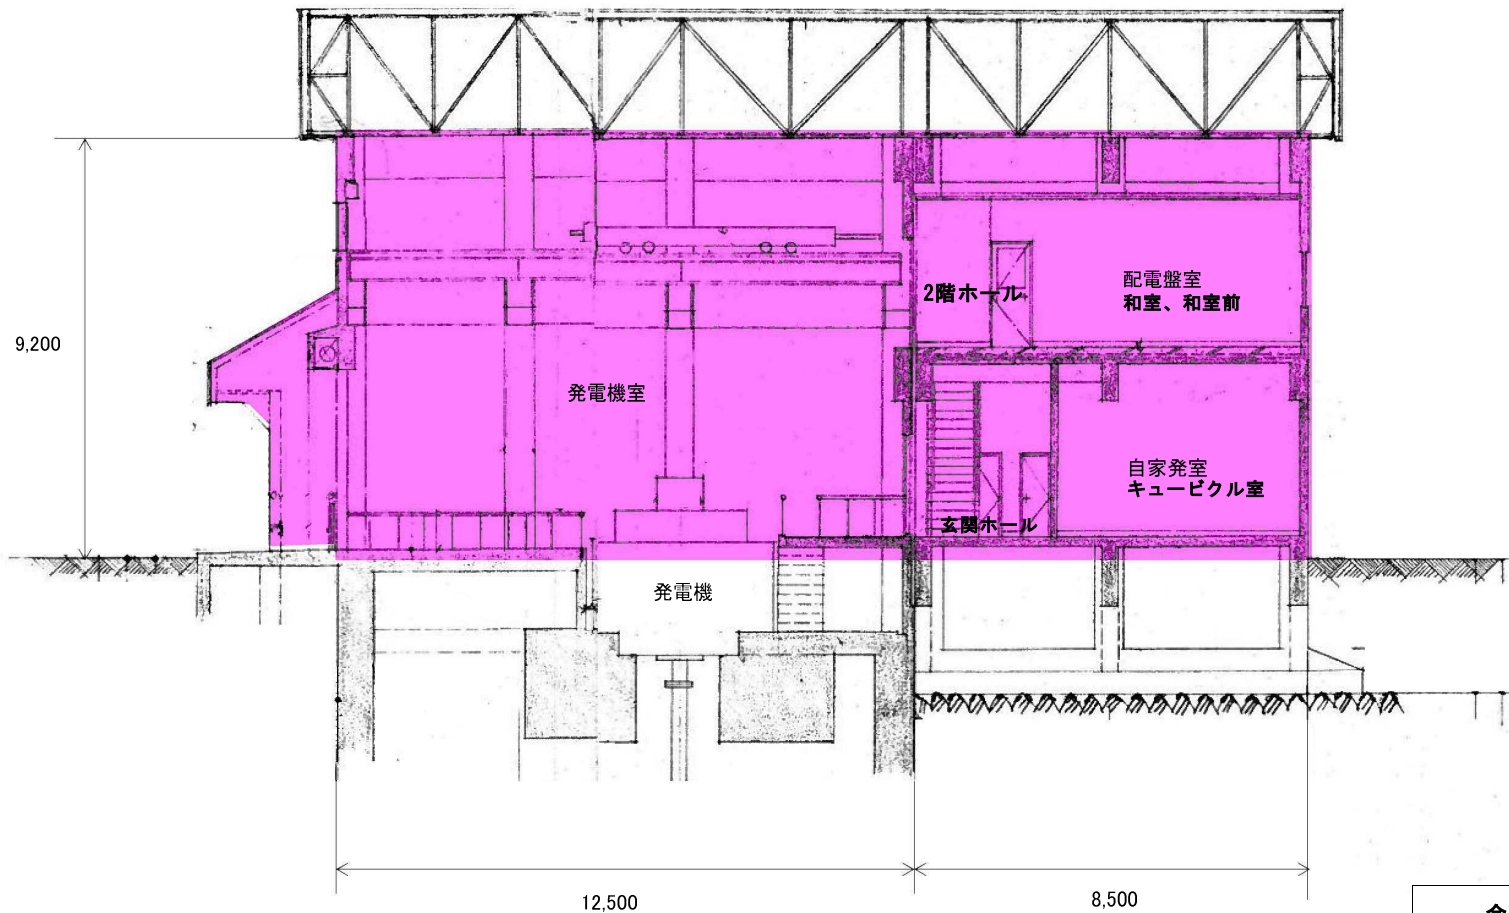 9,200
2階ホール
配電盤室
和室、和室前
発電機室
自家発室
キュービクル室
玄関ホール
発電機
12,500
8,500